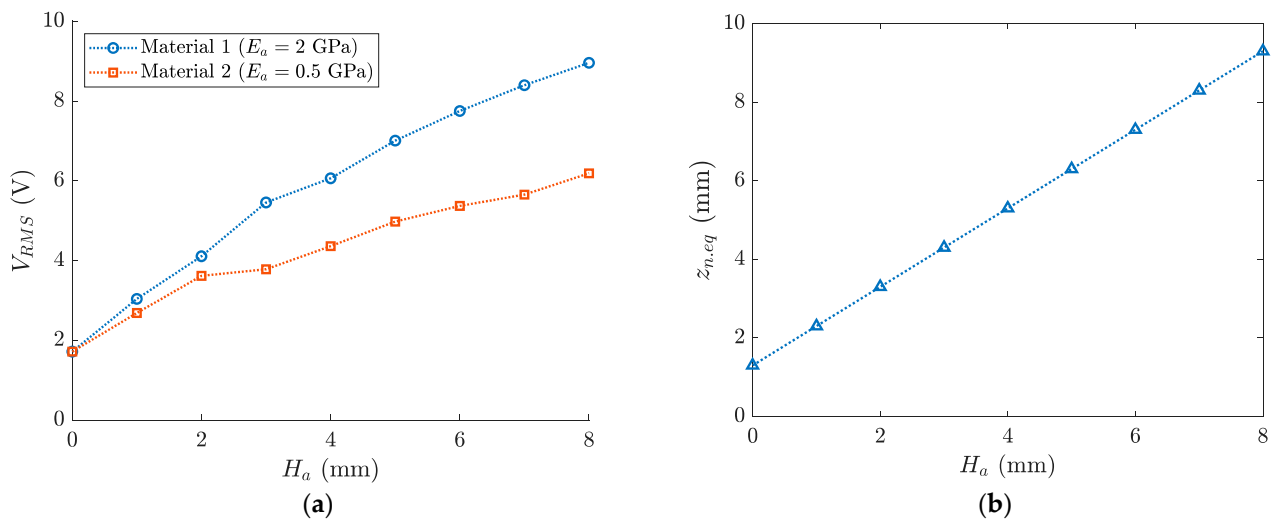 10
8
6
4
2
0
V_RMS (V)
Material 1 (E_a = 2 GPa)
Material 2 (E_a = 0.5 GPa)
0 2 4 6 8
H_a (mm)
(a)
10
8
6
4
2
0
z_n.eq (mm)
0 2 4 6 8
H_a (mm)
(b)